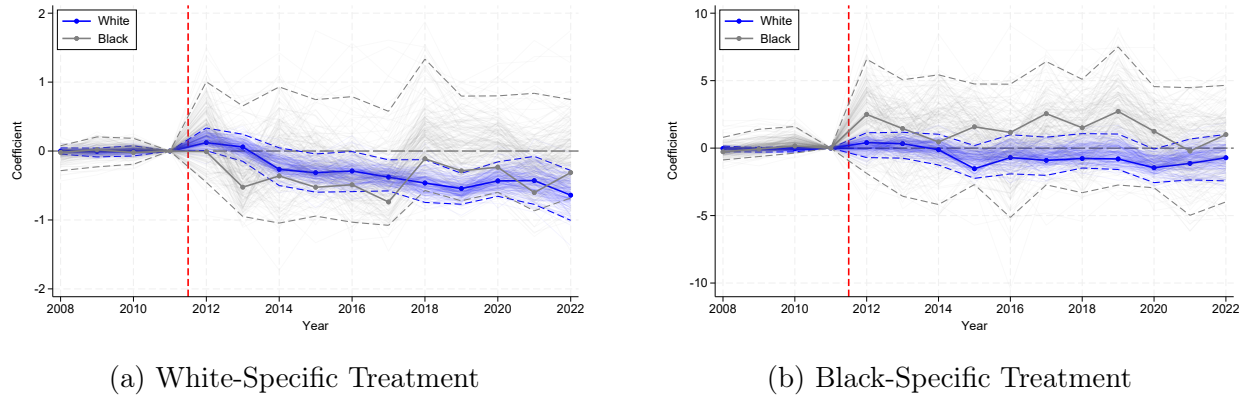 White
Black
2
1
0
-1
-2
Coefficient
2008 2010 2012 2014 2016 2018 2020 2022
Year
(a) White-Specific Treatment
White
Black
10
5
0
-5
-10
Coefficient
2008 2010 2012 2014 2016 2018 2020 2022
Year
(b) Black-Specific Treatment